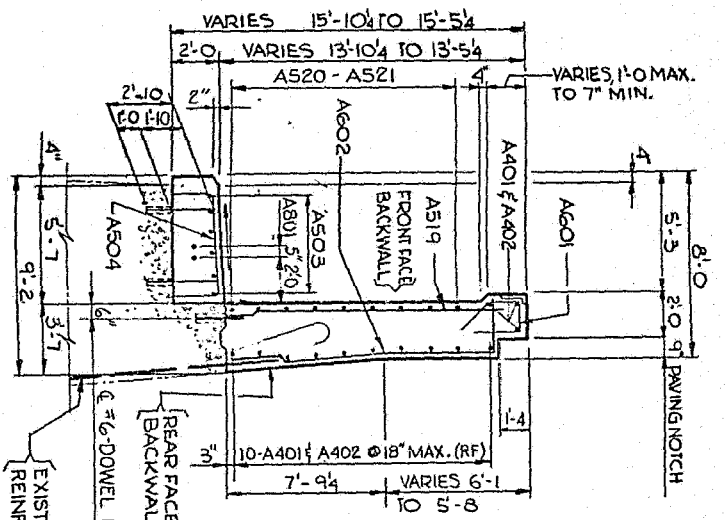 VARIES 15'-10¼ TO 15'-5¼
2'-0 VARIES 13'-10¼ TO 13'-5¼
A520 - A521
4"
VARIES, 1'-0 MAX.
TO 7" MIN.
2'-10
1'-0 1'-10
2"
A602
A401 & A402
A601
4"
5'-7
9'-2
3'-7
A504
A801 5" 2'-0
A503
FRONT FACE
BACKWALL
A519
4"
5'-3
8'-0
2'-0 9" PAVING NOTCH
6"
1'-4
REAR FACE
BACKWAL
3"
10-A401 & A402 @ 18" MAX. (RF)
7'-9¼ VARIES 6'-1
TO 5'-8
℄ #6-DOWEL
EXIST
REINF